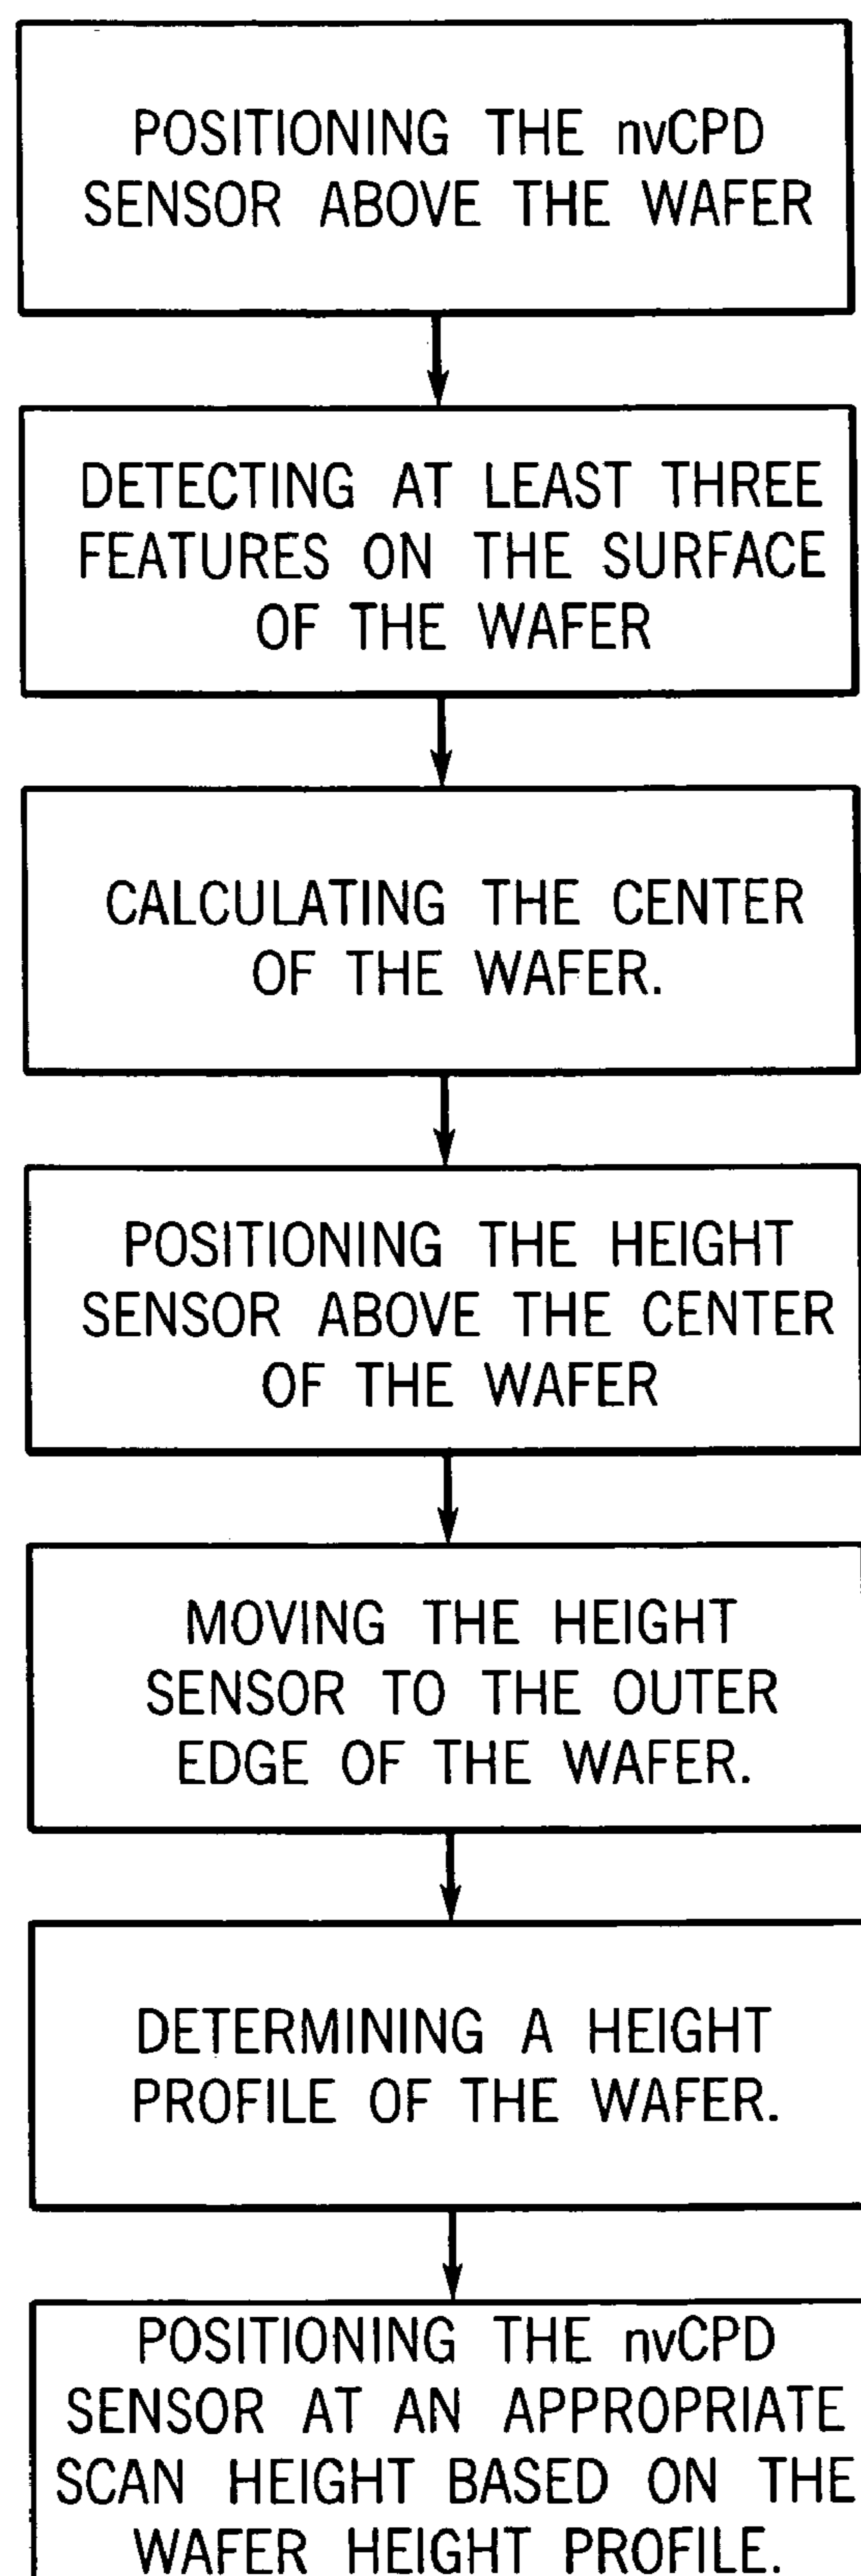 POSITIONING THE nvCPD
SENSOR ABOVE THE WAFER
DETECTING AT LEAST THREE
FEATURES ON THE SURFACE
OF THE WAFER
CALCULATING THE CENTER
OF THE WAFER.
POSITIONING THE HEIGHT
SENSOR ABOVE THE CENTER
OF THE WAFER
MOVING THE HEIGHT
SENSOR TO THE OUTER
EDGE OF THE WAFER.
DETERMINING A HEIGHT
PROFILE OF THE WAFER.
POSITIONING THE nvCPD
SENSOR AT AN APPROPRIATE
SCAN HEIGHT BASED ON THE
WAFER HEIGHT PROFILE.